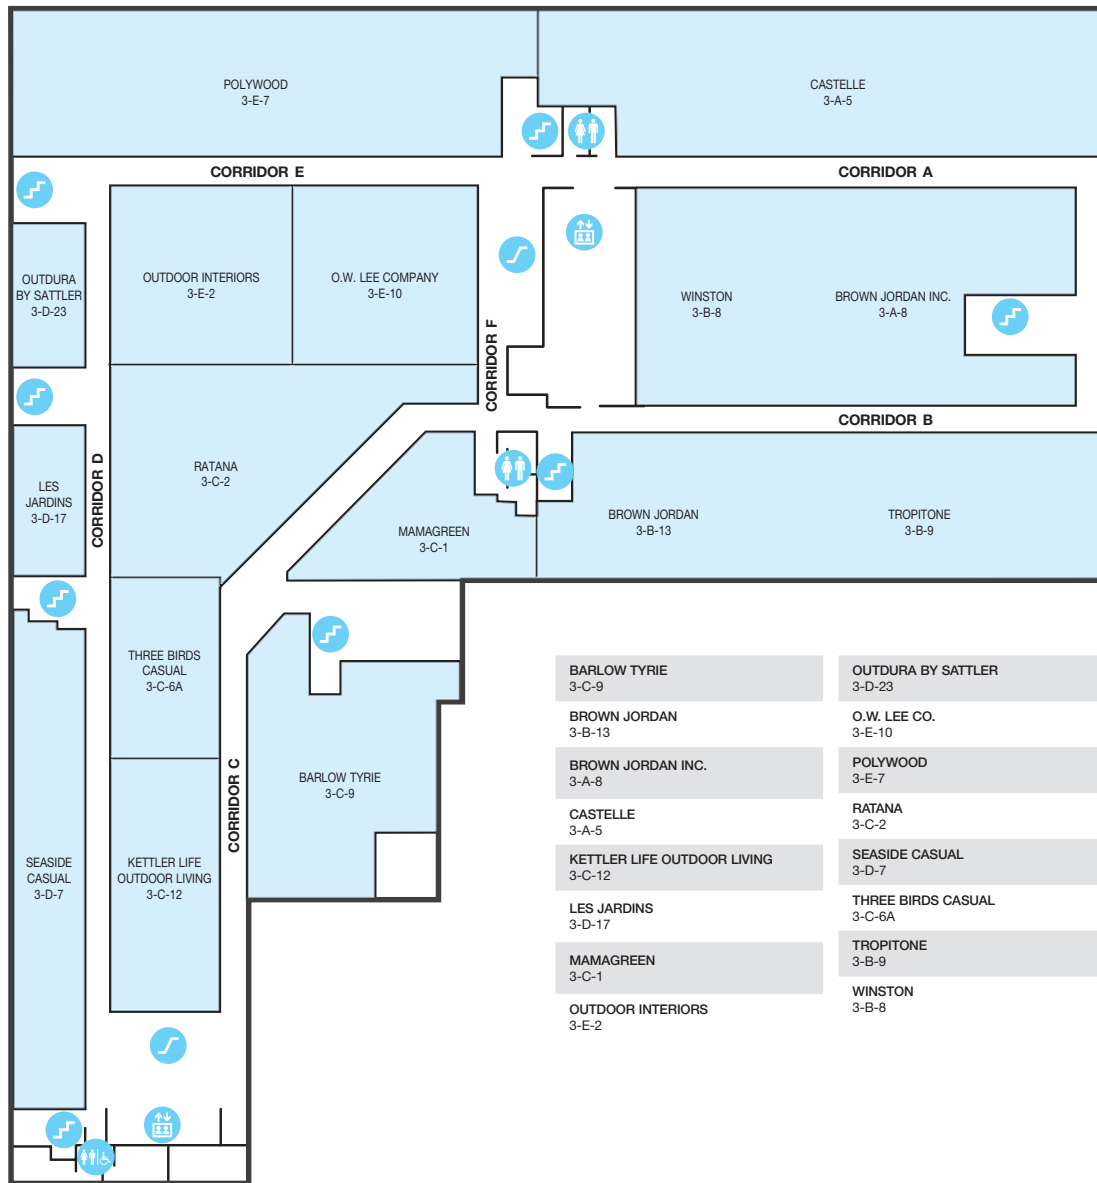 POLYWOOD
3-E-7
CASTELLE
3-A-5
CORRIDOR E
CORRIDOR A
OUTDURA
BY SATTLER
3-D-23
OUTDOOR INTERIORS
3-E-2
O.W. LEE COMPANY
3-E-10
CORRIDOR F
WINSTON
3-B-8
BROWN JORDAN INC.
3-A-8
CORRIDOR B
CORRIDOR D
LES
JARDINS
3-D-17
RATANA
3-C-2
MAMAGREEN
3-C-1
BROWN JORDAN
3-B-13
TROPITONE
3-B-9
THREE BIRDS
CASUAL
3-C-6A
CORRIDOR C
BARLOW TYRIE
3-C-9
SEASIDE
CASUAL
3-D-7
KETTLER LIFE
OUTDOOR LIVING
3-C-12
BARLOW TYRIE
3-C-9
BROWN JORDAN
3-B-13
BROWN JORDAN INC.
3-A-8
CASTELLE
3-A-5
KETTLER LIFE OUTDOOR LIVING
3-C-12
LES JARDINS
3-D-17
MAMAGREEN
3-C-1
OUTDOOR INTERIORS
3-E-2
OUTDURA BY SATTLER
3-D-23
O.W. LEE CO.
3-E-10
POLYWOOD
3-E-7
RATANA
3-C-2
SEASIDE CASUAL
3-D-7
THREE BIRDS CASUAL
3-C-6A
TROPITONE
3-B-9
WINSTON
3-B-8